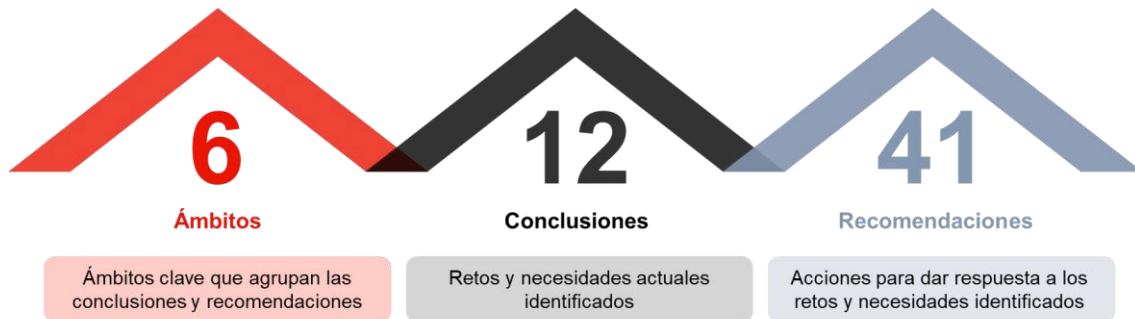 6
Ámbitos
Ámbitos clave que agrupan las
conclusiones y recomendaciones
12
Conclusiones
Retos y necesidades actuales
identificados
41
Recomendaciones
Acciones para dar respuesta a los
retos y necesidades identificados